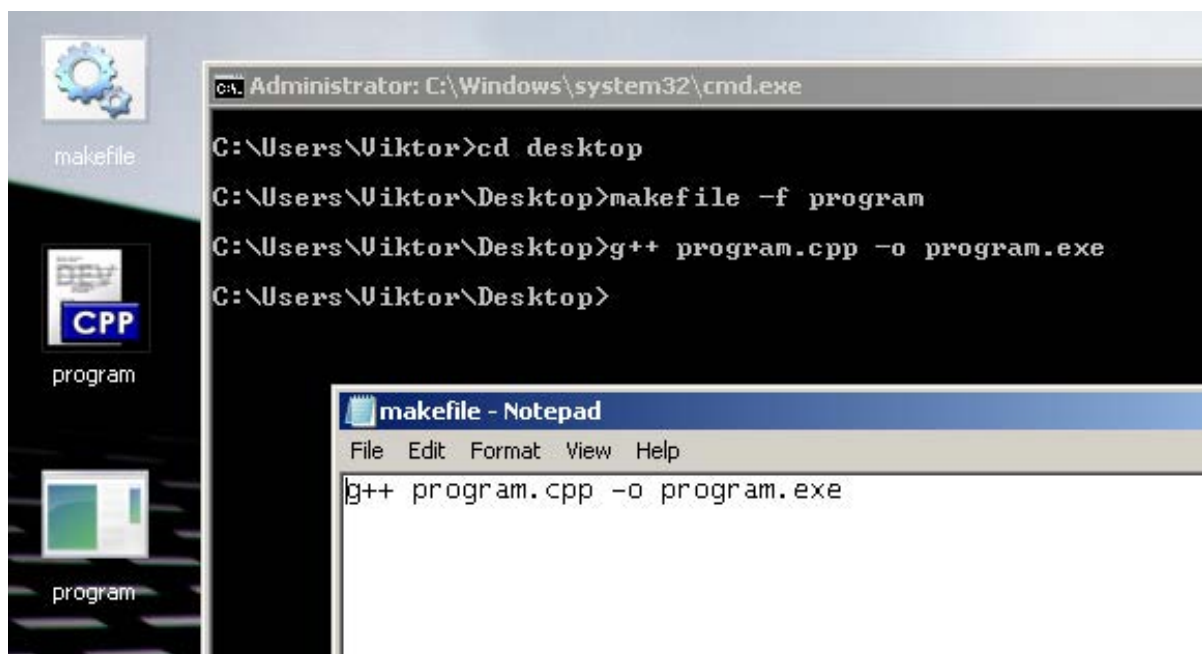 makefile
DEV
CPP
program
program
C:\. Administrator: C:\Windows\system32\cmd.exe
C:\Users\Viktor>cd desktop
C:\Users\Viktor\Desktop>makefile -f program
C:\Users\Viktor\Desktop>g++ program.cpp -o program.exe
C:\Users\Viktor\Desktop>
makefile - Notepad
File Edit Format View Help
g++ program.cpp -o program.exe